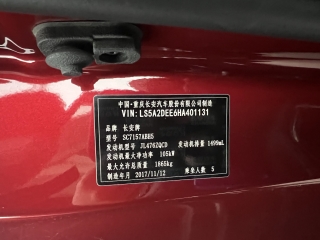 中国·重庆长安汽车股份有限公司制造
VIN: LS5A2DEE6HA401131
品牌 长安牌
型号 SC7157ABH5
发动机型号 JL476ZQCD 发动机排量 1499mL
发动机最大净功率 105kW
最大允许总质量 1865kg
制造年月 2017/11/12 乘坐人数 5